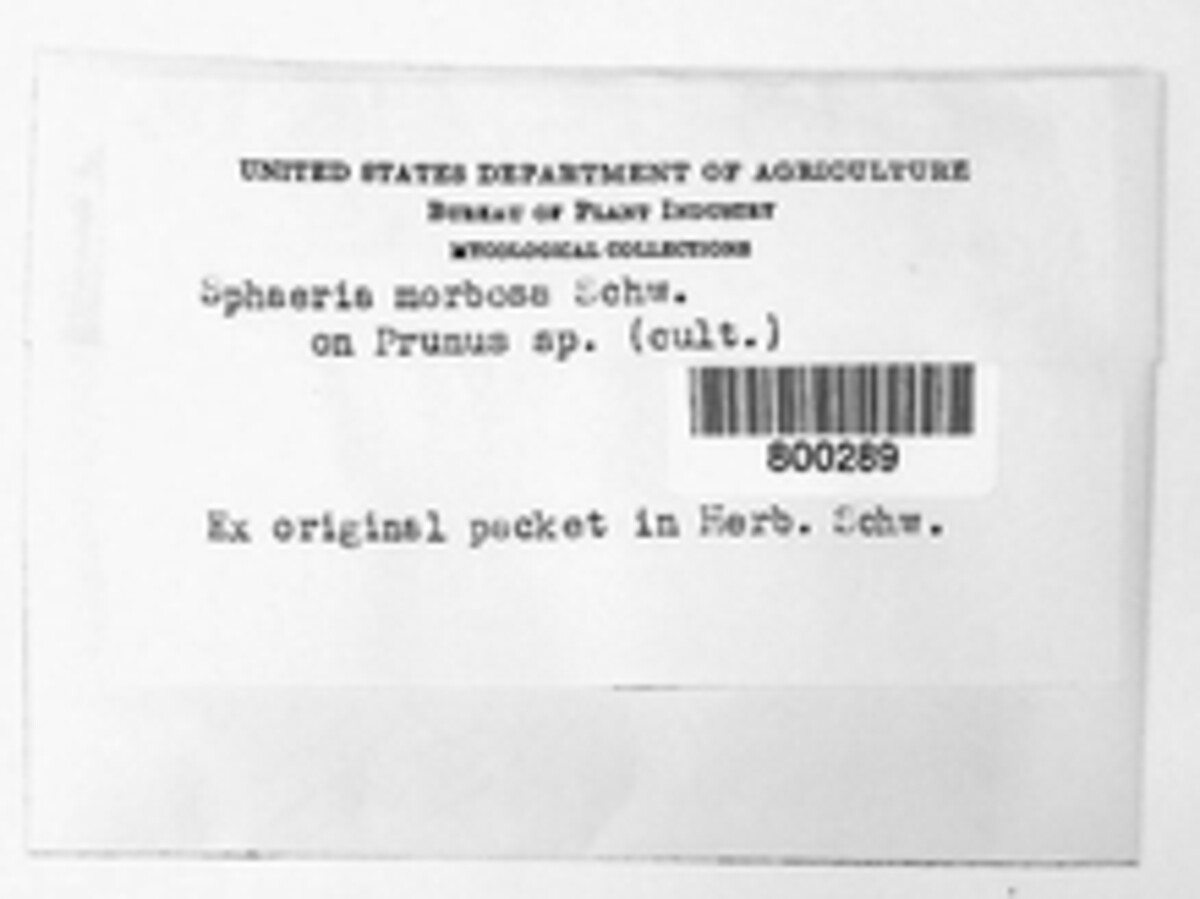 UNITED STATES DEPARTMENT OF AGRICULTURE
BUREAU OF PLANT INDUSTRY
MYCOLOGICAL COLLECTIONS
Sphaeria morbosa Schw.
on Prunus sp. (cult.)
800289
Ex original packet in Herb. Schw.